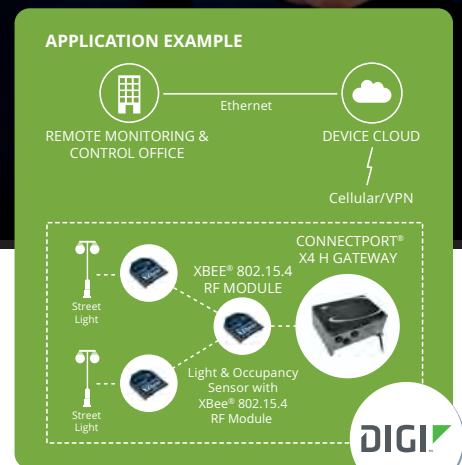 APPLICATION EXAMPLE
Ethernet
REMOTE MONITORING &
CONTROL OFFICE
DEVICE CLOUD
Cellular/VPN
CONNECTPORT®
X4 H GATEWAY
XBEE® 802.15.4
RF MODULE
Street
Light
Light & Occupancy
Sensor with
XBee® 802.15.4
RF Module
Street
Light
DIGI